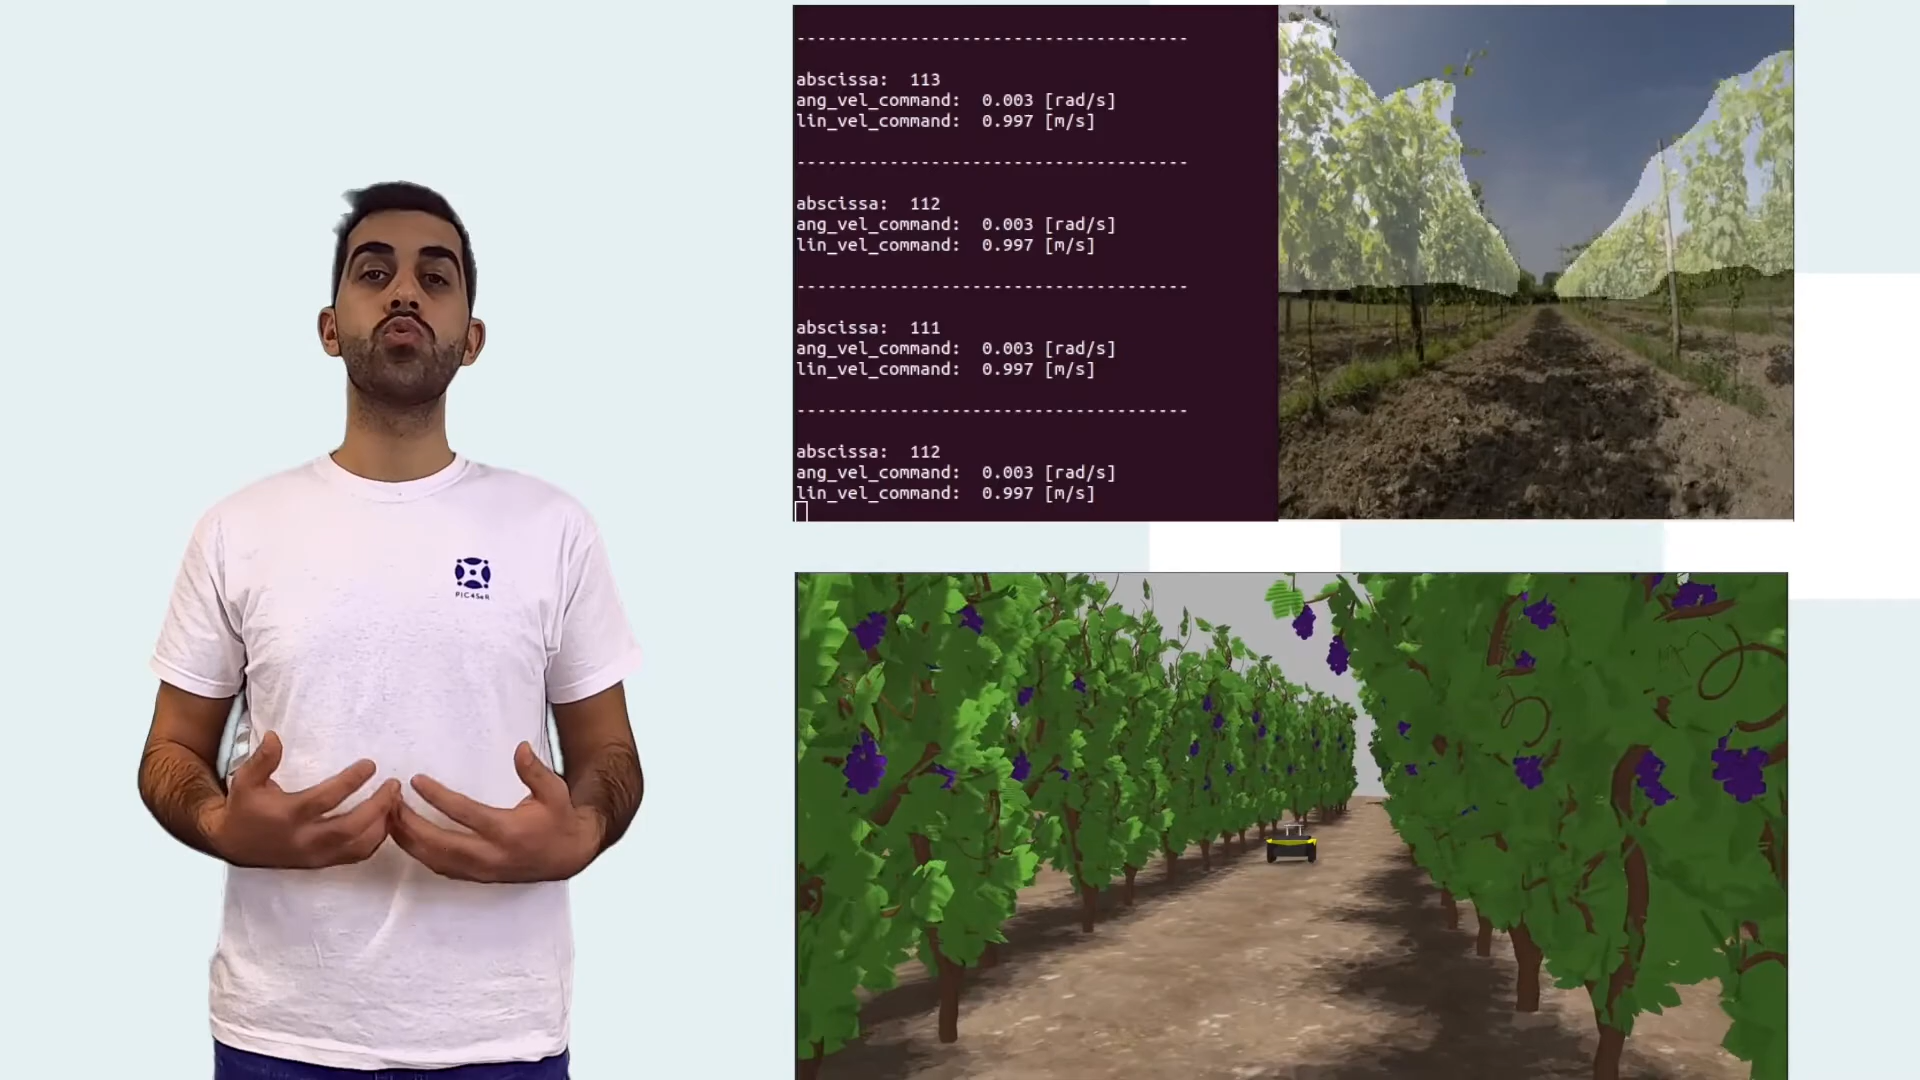 ------------------------------------
abscissa:  113
ang_vel_command:  0.003 [rad/s]
lin_vel_command:  0.997 [m/s]
------------------------------------
abscissa:  112
ang_vel_command:  0.003 [rad/s]
lin_vel_command:  0.997 [m/s]
------------------------------------
abscissa:  111
ang_vel_command:  0.003 [rad/s]
lin_vel_command:  0.997 [m/s]
------------------------------------
abscissa:  112
ang_vel_command:  0.003 [rad/s]
lin_vel_command:  0.997 [m/s]
PIC4SeR